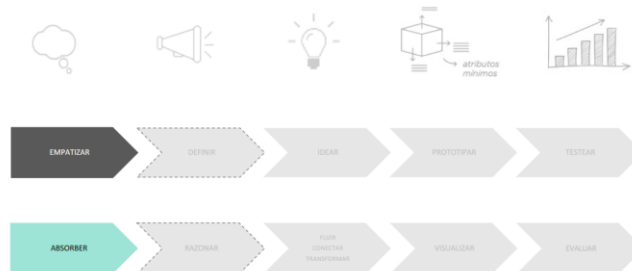 atributos
mínimos
EMPATIZAR
DEFINIR
IDEAR
PROTOTIPAR
TESTEAR
ABSORBER
RAZONAR
FLUIR
CONECTAR
TRANSFORMAR
VISUALIZAR
EVALUAR